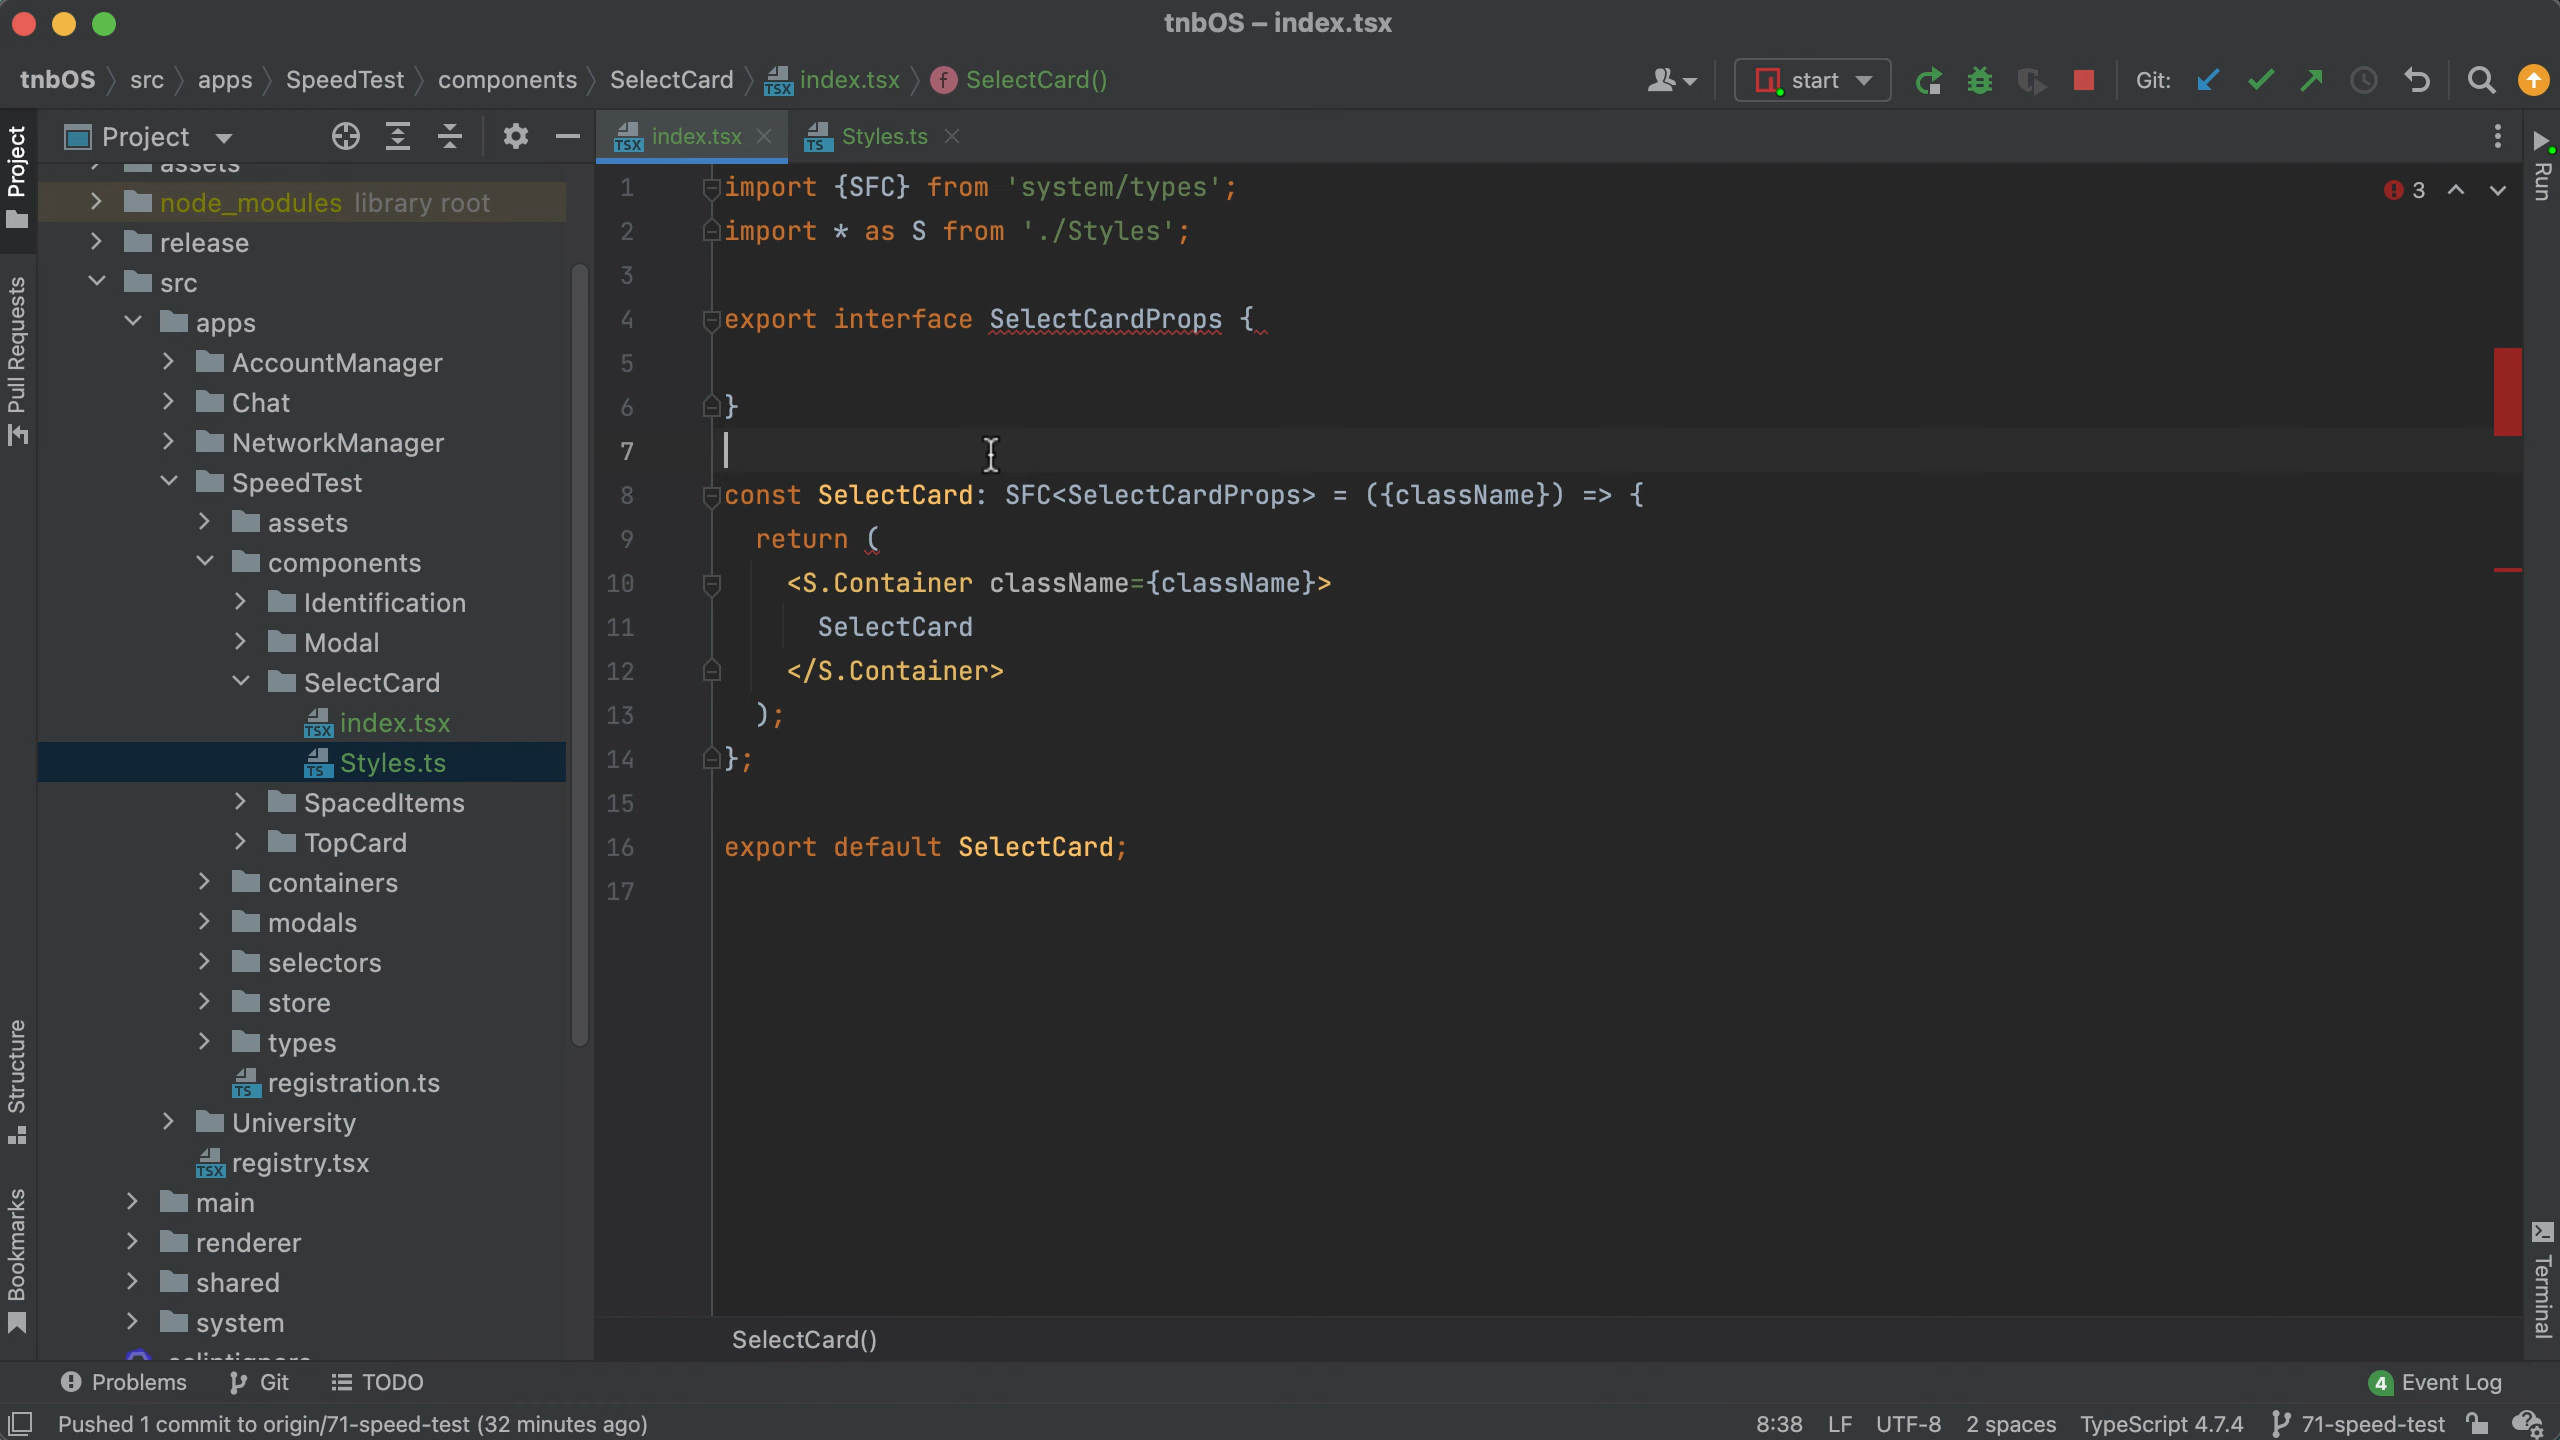 tnbOS – index.tsx
tnbOS src apps SpeedTest components SelectCard TSX index.tsx f SelectCard()
start Git:
Project
index.tsx
Styles.ts
assets
node_modules library root
release
src
apps
AccountManager
Chat
NetworkManager
SpeedTest
assets
components
Identification
Modal
SelectCard
TSX index.tsx
TS Styles.ts
SpacedItems
TopCard
containers
modals
selectors
store
types
TS registration.ts
University
TSX registry.tsx
main
renderer
shared
system
1 import {SFC} from 'system/types';
2 import * as S from './Styles';
3
4 export interface SelectCardProps {
5
6 }
7
8 const SelectCard: SFC<SelectCardProps> = ({className}) => {
9 return (
10 <S.Container className={className}>
11 SelectCard
12 </S.Container>
13 );
14 };
15
16 export default SelectCard;
17
3
SelectCard()
Project
Pull Requests
Structure
Bookmarks
Run
Terminal
Problems Git TODO
4 Event Log
Pushed 1 commit to origin/71-speed-test (32 minutes ago)
8:38 LF UTF-8 2 spaces TypeScript 4.7.4 71-speed-test